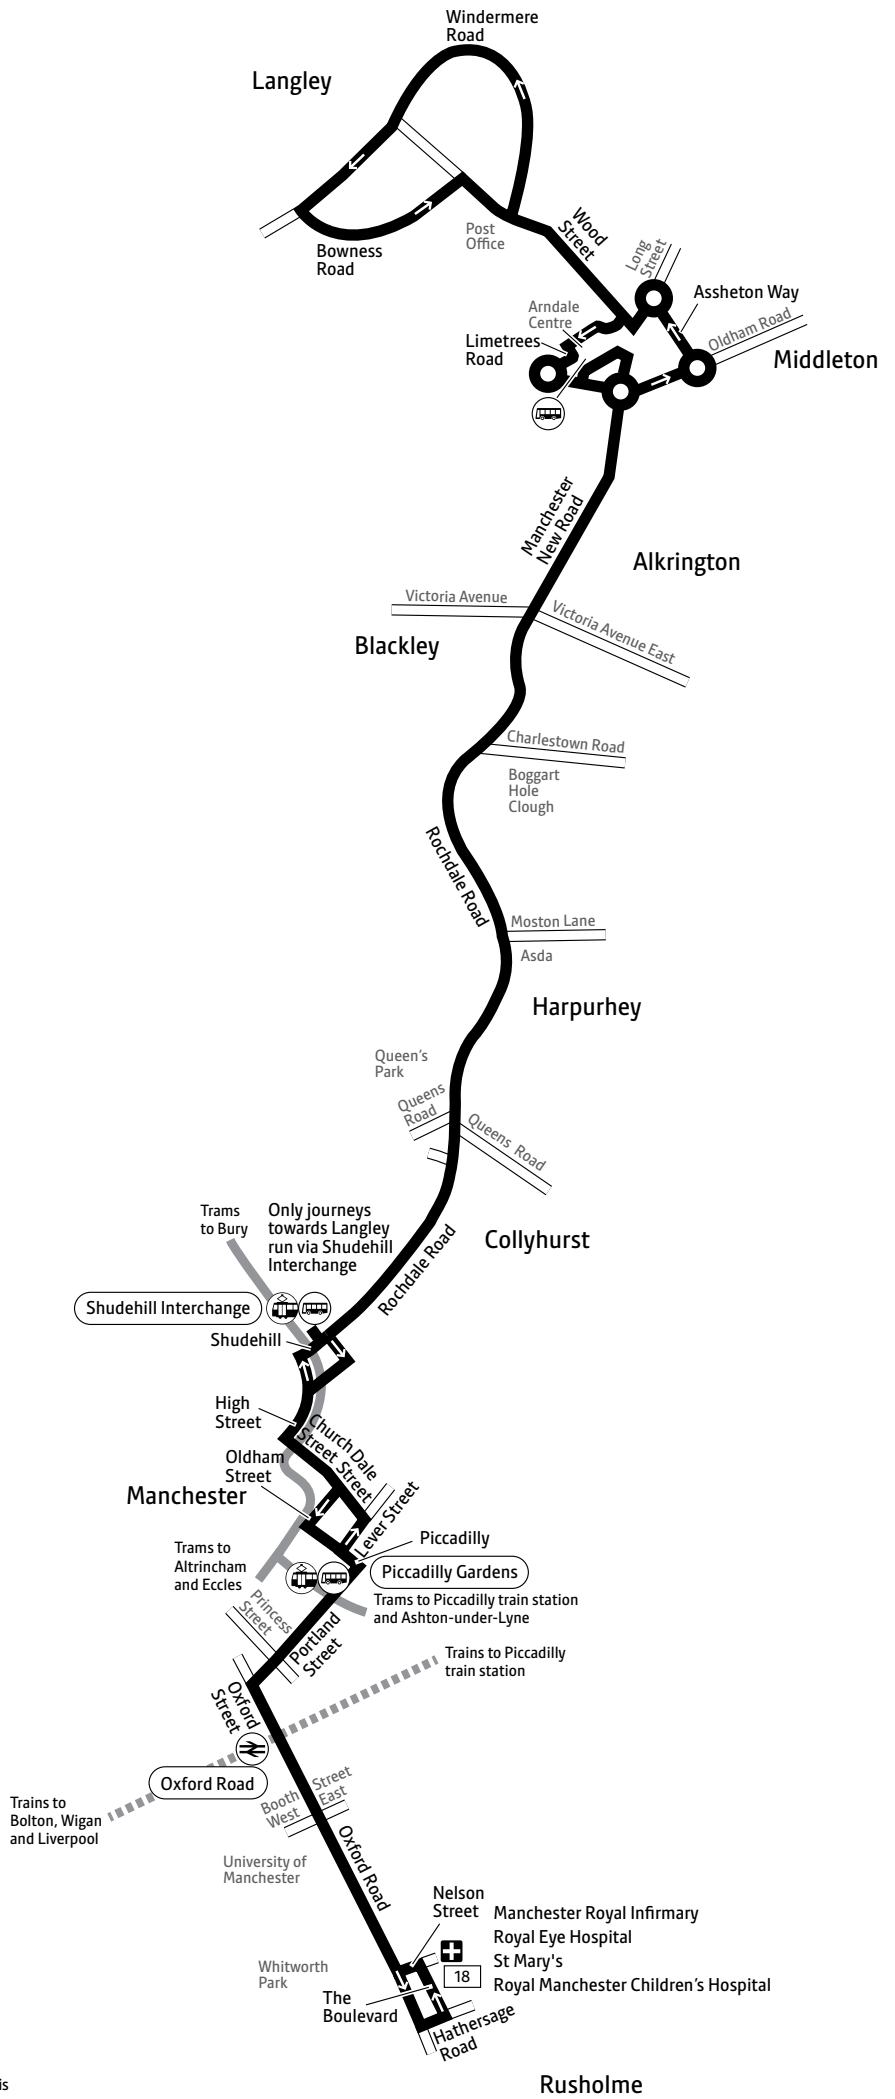 Windermere
Road
Langley
Wood
Street
Post
Office
Bowness
Road
Long
Street
Assheton Way
Arndale
Centre
Oldham Road
Limetrees
Road
Middleton
Manchester
New Road
Alkrington
Victoria Avenue
Victoria Avenue East
Blackley
Charlestown Road
Boggart
Hole
Clough
Rochdale Road
Moston Lane
Asda
Harpurhey
Queen's
Park
Queens
Road
Queens Road
Trams
to Bury
Only journeys
towards Langley
run via Shudehill
Interchange
Collyhurst
Rochdale Road
Shudehill Interchange
Shudehill
High
Street
Church
Street
Dale
Street
Oldham
Street
Manchester
Lever Street
Piccadilly
Trams to
Altrincham
and Eccles
Piccadilly Gardens
Trams to Piccadilly train station
and Ashton-under-Lyne
Princess
Street
Portland
Street
Trains to Piccadilly
train station
Oxford
Street
Oxford Road
Trains to
Bolton, Wigan
and Liverpool
Booth Street
West East
University of
Manchester
Oxford Road
Nelson
Street
Manchester Royal Infirmary
Royal Eye Hospital
St Mary's
Royal Manchester Children's Hospital
18
Whitworth
Park
The
Boulevard
Hathersage
Road
Rusholme
is